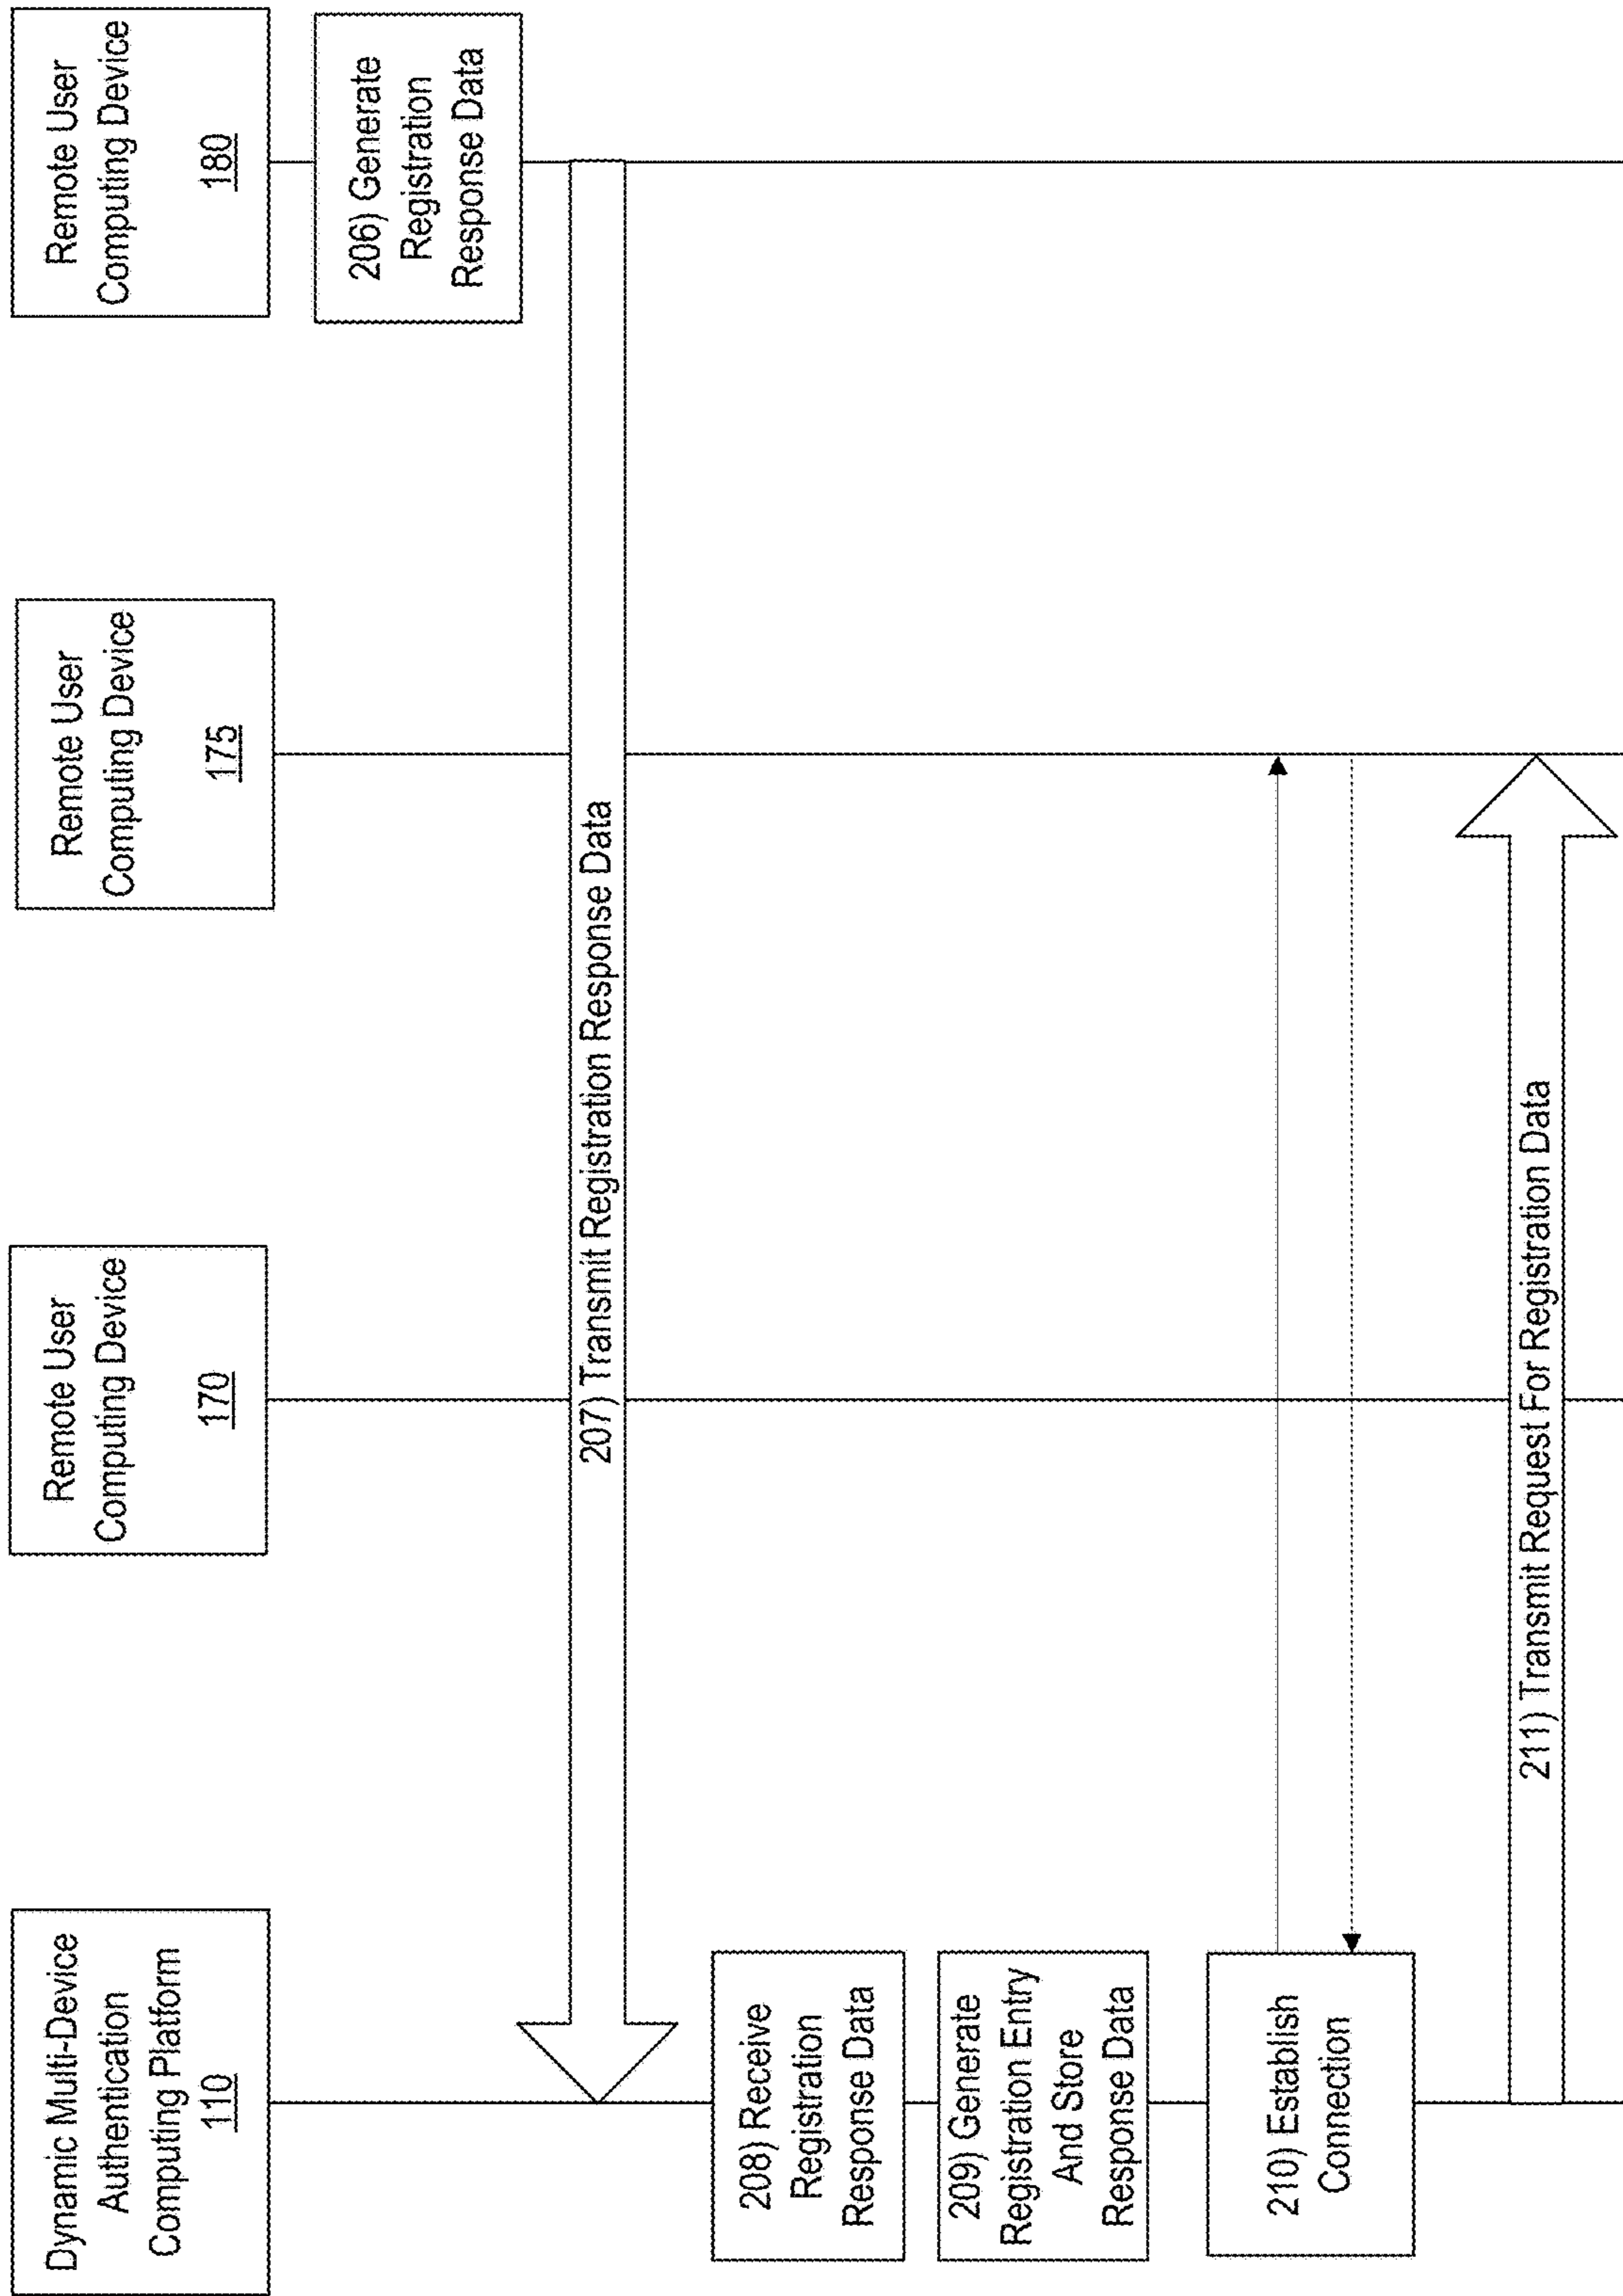 Dynamic Multi-Device
Authentication
Computing Platform
110
Remote User
Computing Device
170
Remote User
Computing Device
175
Remote User
Computing Device
180
206) Generate
Registration
Response Data
207) Transmit Registration Response Data
208) Receive
Registration
Response Data
209) Generate
Registration Entry
And Store
Response Data
210) Establish
Connection
211) Transmit Request For Registration Data